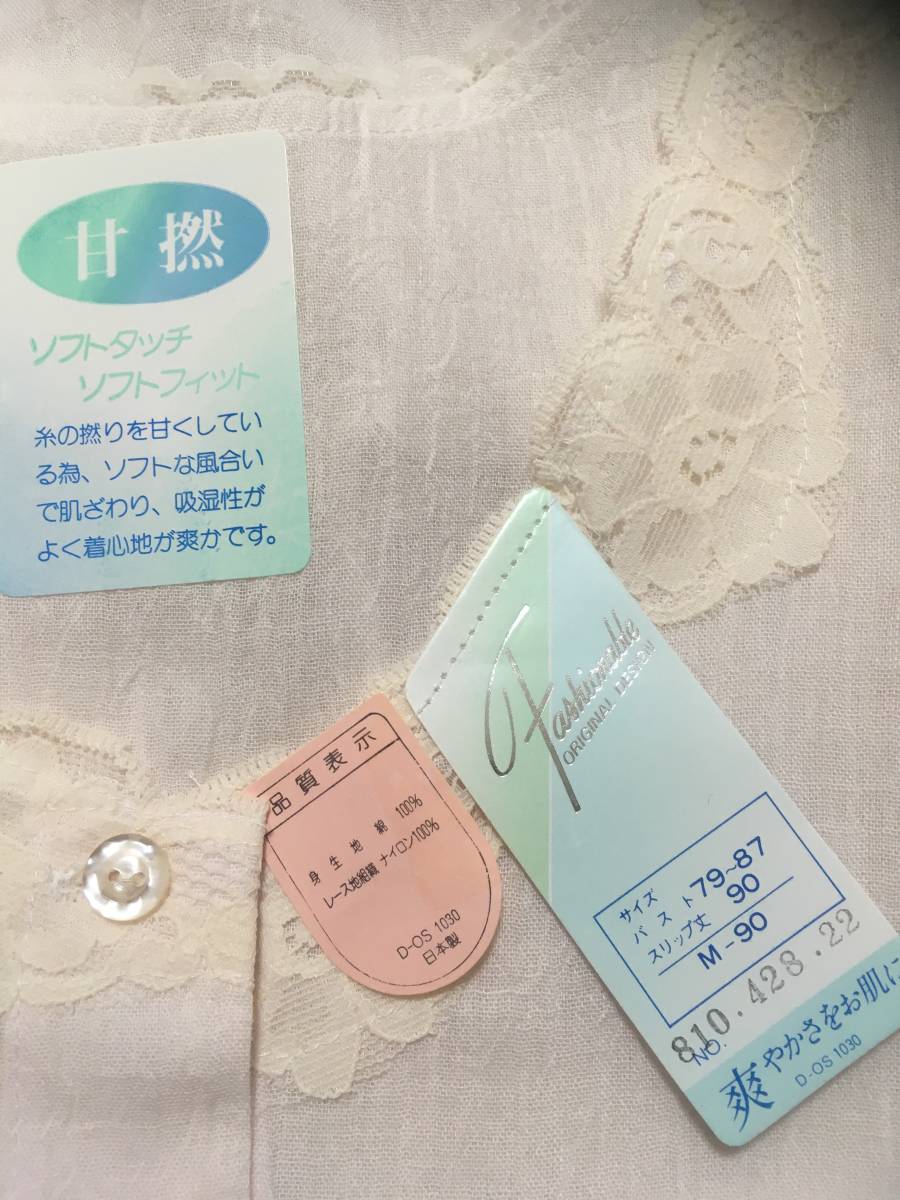 甘撚
ソフトタッチ
ソフトフィット
糸の撚りを甘くしてい
る為、ソフトな風合い
で肌ざわり、吸湿性が
よく着心地が爽かです。
品質表示
身生地 綿 100%
レース地組織 ナイロン100%
D-OS 1030
日本製
Fashionable
ORIGINAL DESIGN
サイズ
バスト 79~87
スリップ丈 90
M-90
NO. 810.428.22
爽やかさをお肌に
D-OS 1030